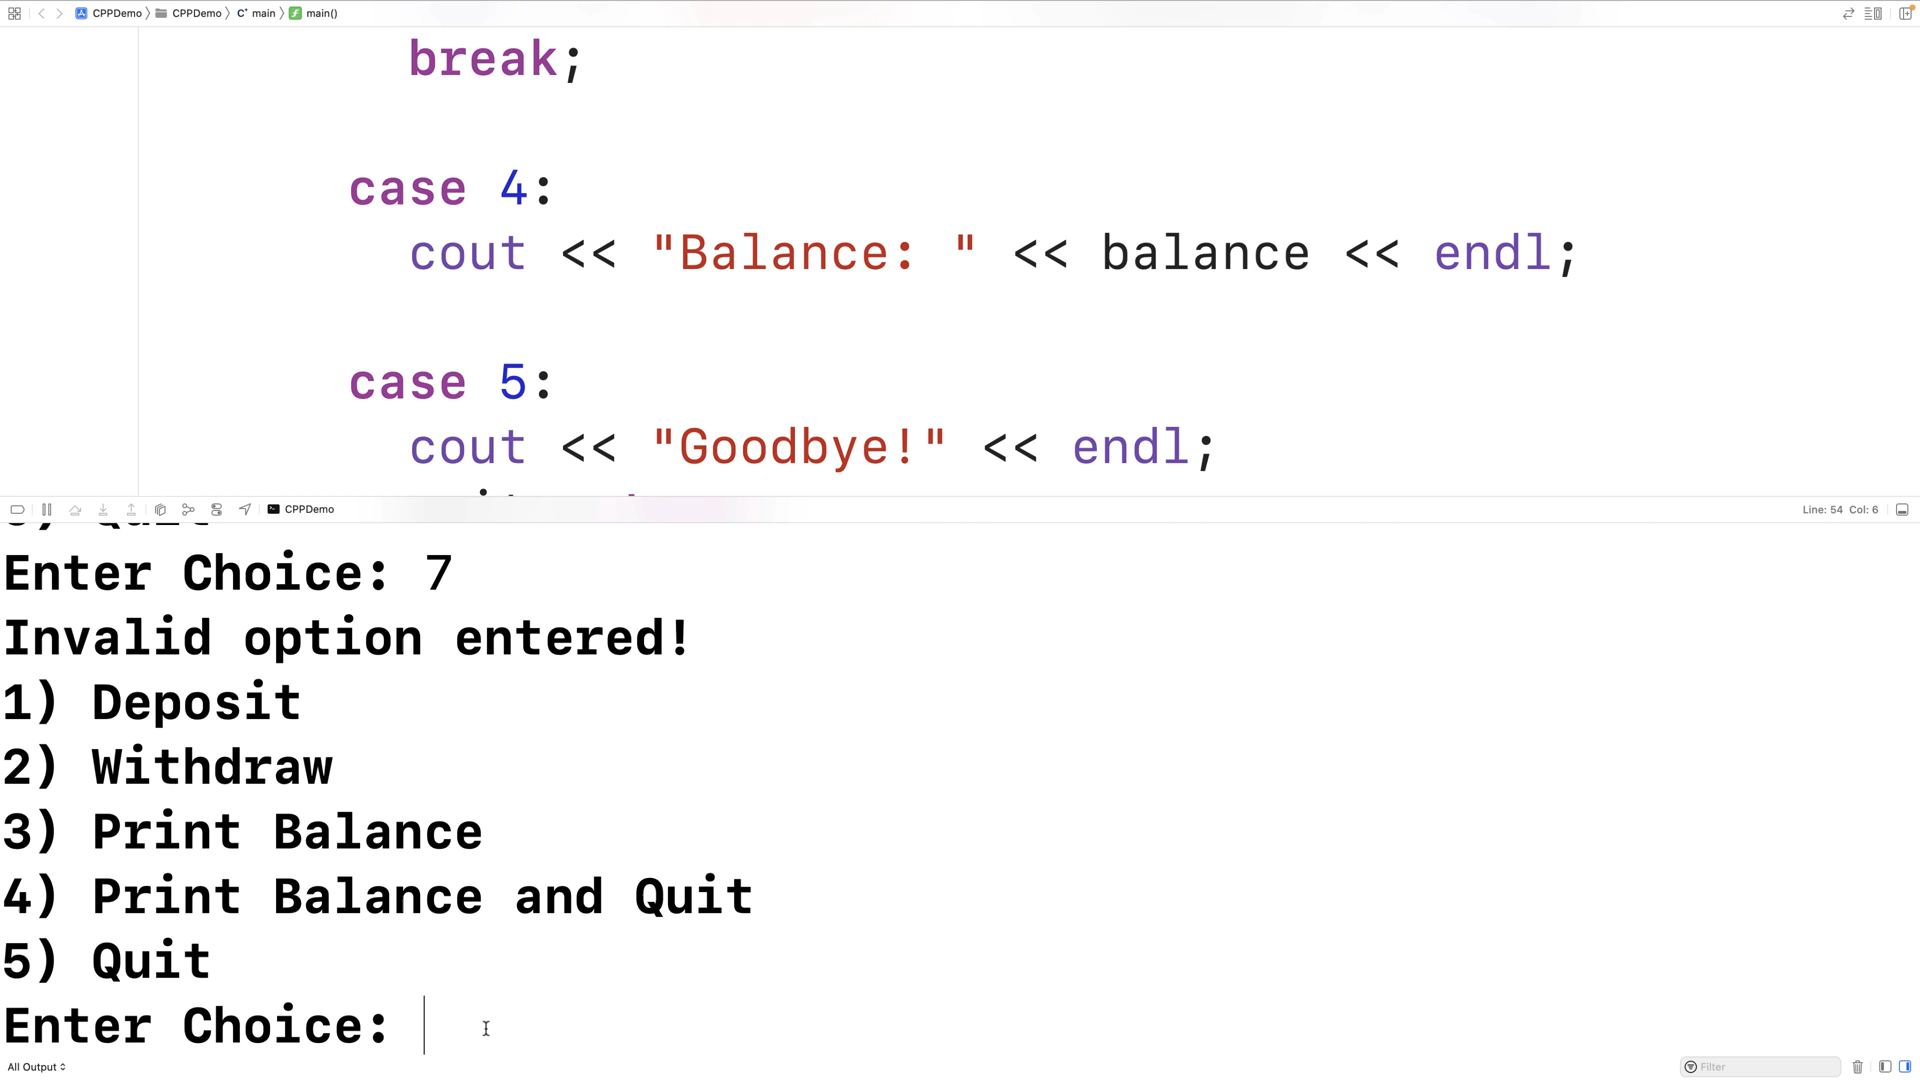 CPPDemo CPPDemo C+ main f main()
break;
case 4:
cout << "Balance: " << balance << endl;
case 5:
cout << "Goodbye!" << endl;
CPPDemo Line: 54 Col: 6
Enter Choice: 7
Invalid option entered!
1) Deposit
2) Withdraw
3) Print Balance
4) Print Balance and Quit
5) Quit
Enter Choice:
All Output Filter